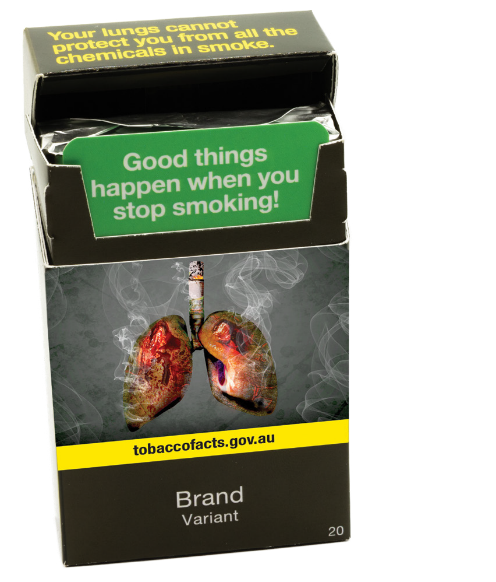 Your lungs cannot
protect you from all the
chemicals in smoke.
Good things
happen when you
stop smoking!
tobaccofacts.gov.au
Brand
Variant
20